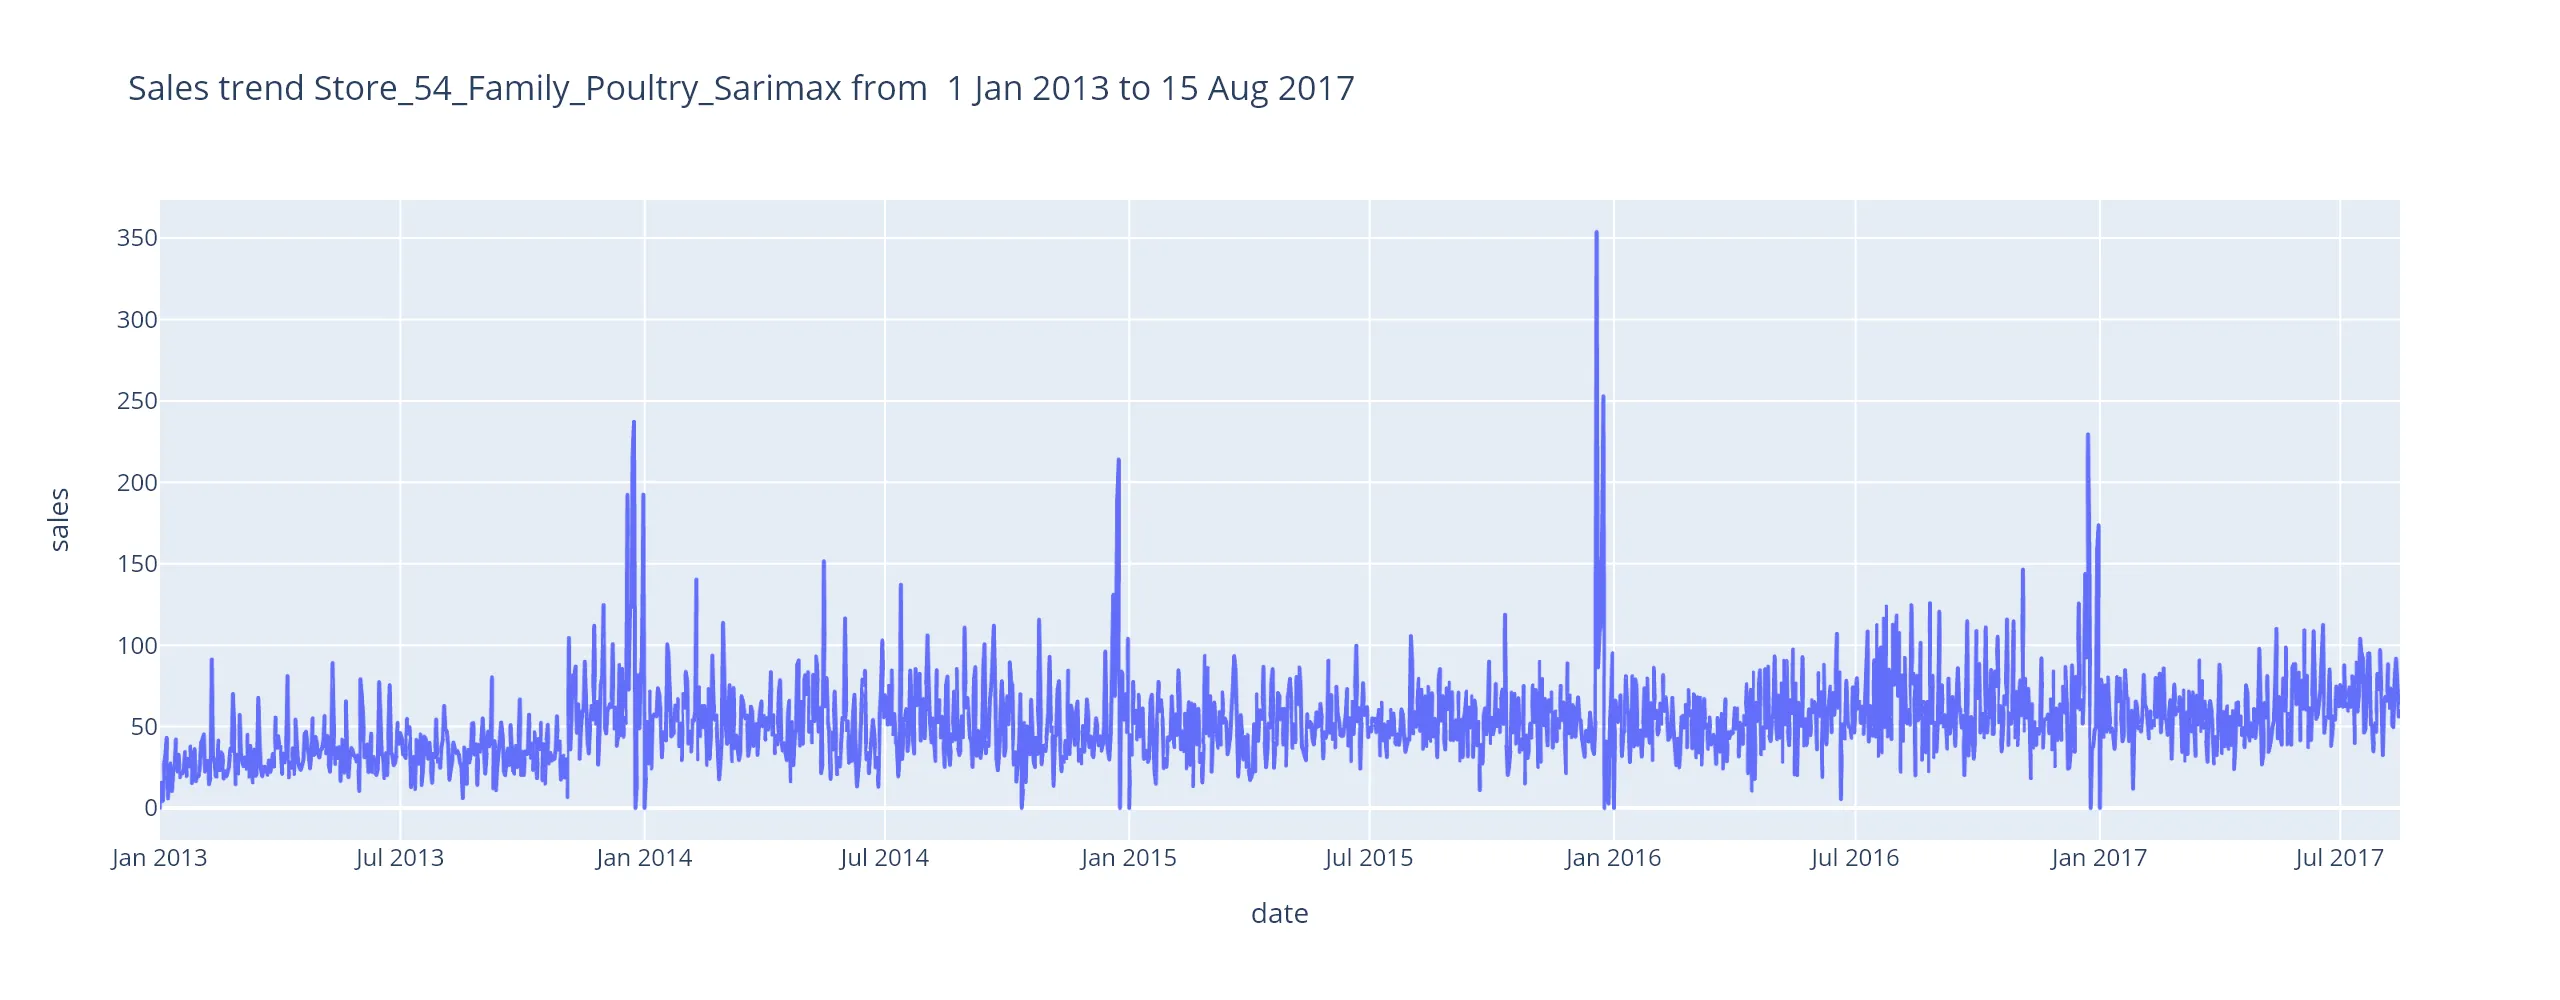 Sales trend Store_54_Family_Poultry_Sarimax from  1 Jan 2013 to 15 Aug 2017
350
300
250
200
150
100
50
0
sales
Jan 2013 Jul 2013 Jan 2014 Jul 2014 Jan 2015 Jul 2015 Jan 2016 Jul 2016 Jan 2017 Jul 2017
date